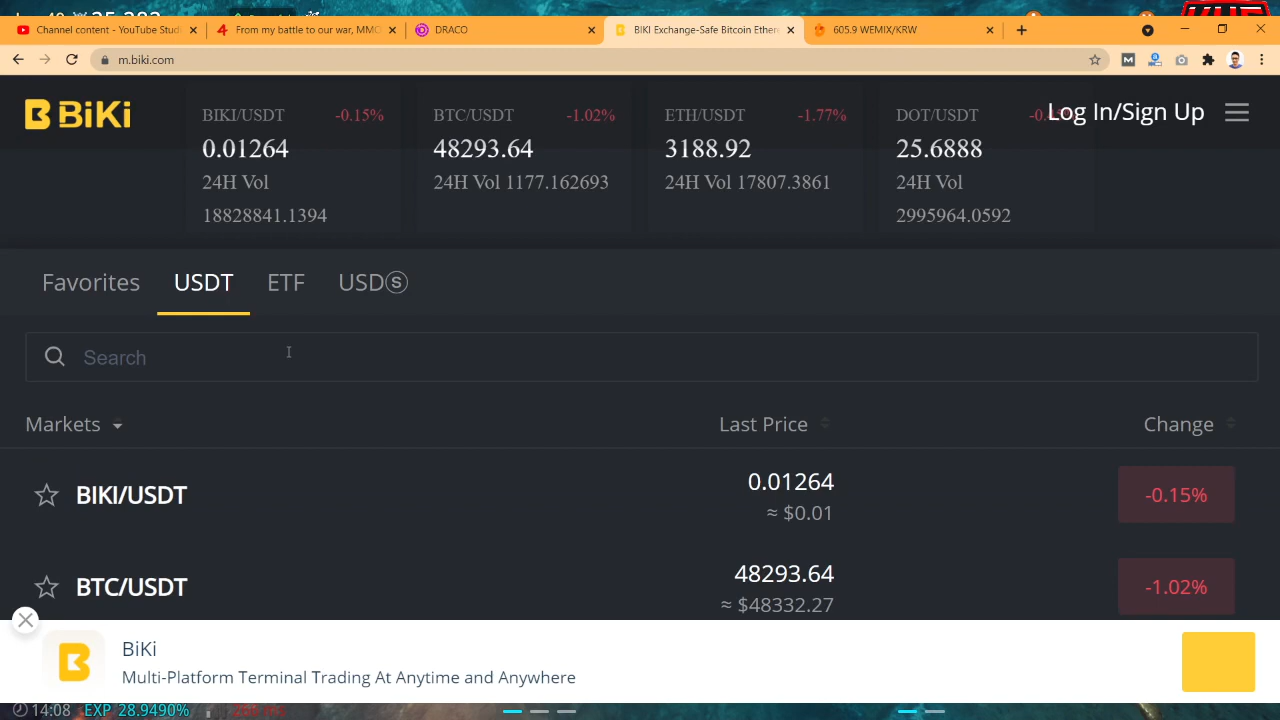 Channel content - YouTube Studi
From my battle to our war, MMO
DRACO
BIKI Exchange-Safe Bitcoin Ether
605.9 WEMIX/KRW
m.biki.com
BiKi
BIKI/USDT -0.15%
0.01264
24H Vol
18828841.1394
BTC/USDT -1.02%
48293.64
24H Vol 1177.162693
ETH/USDT -1.77%
3188.92
24H Vol 17807.3861
DOT/USDT
25.6888
24H Vol
2995964.0592
Log In/Sign Up
Favorites USDT ETF USDⓈ
Search
Markets Last Price Change
BIKI/USDT 0.01264 -0.15%
≈ $0.01
BTC/USDT 48293.64 -1.02%
≈ $48332.27
BiKi
Multi-Platform Terminal Trading At Anytime and Anywhere
14:08 EXP 28.9490%